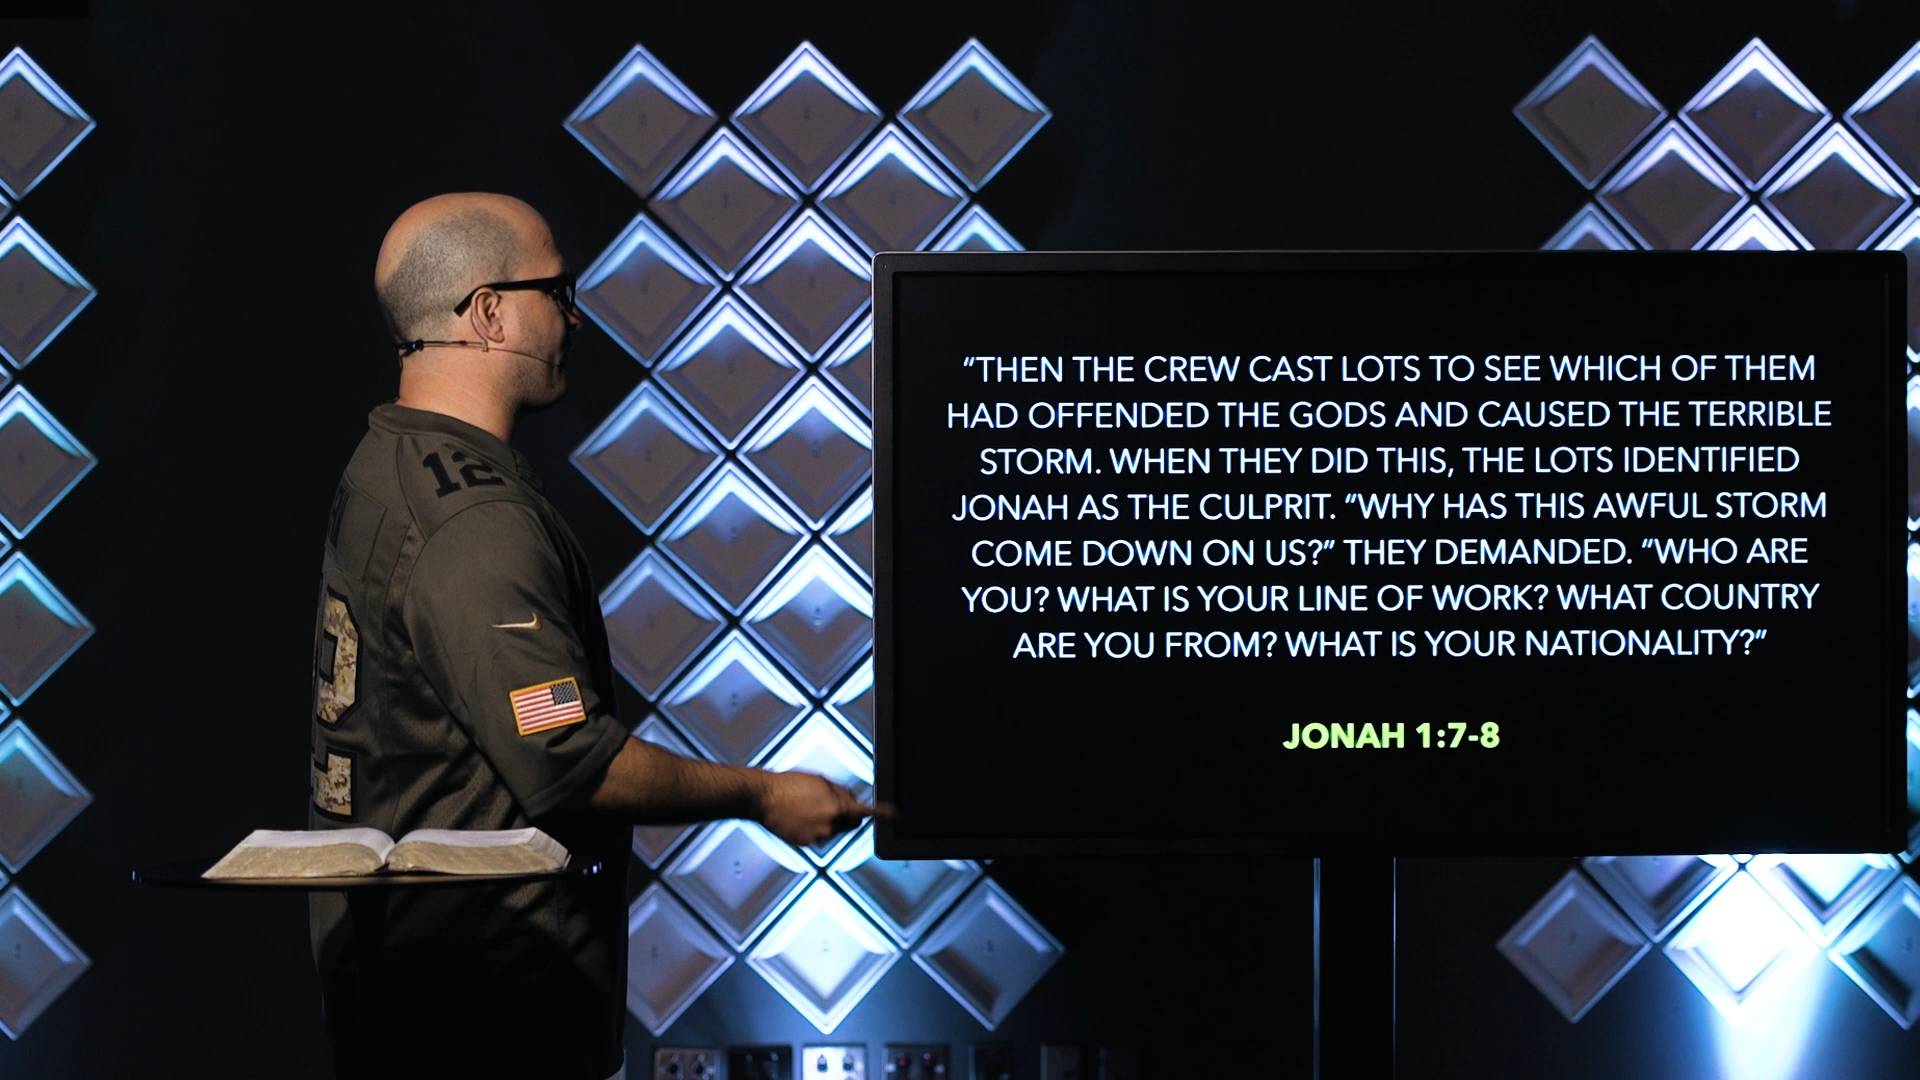 “THEN THE CREW CAST LOTS TO SEE WHICH OF THEM
HAD OFFENDED THE GODS AND CAUSED THE TERRIBLE
STORM. WHEN THEY DID THIS, THE LOTS IDENTIFIED
JONAH AS THE CULPRIT. “WHY HAS THIS AWFUL STORM
COME DOWN ON US?” THEY DEMANDED. “WHO ARE
YOU? WHAT IS YOUR LINE OF WORK? WHAT COUNTRY
ARE YOU FROM? WHAT IS YOUR NATIONALITY?”
JONAH 1:7-8
12
2